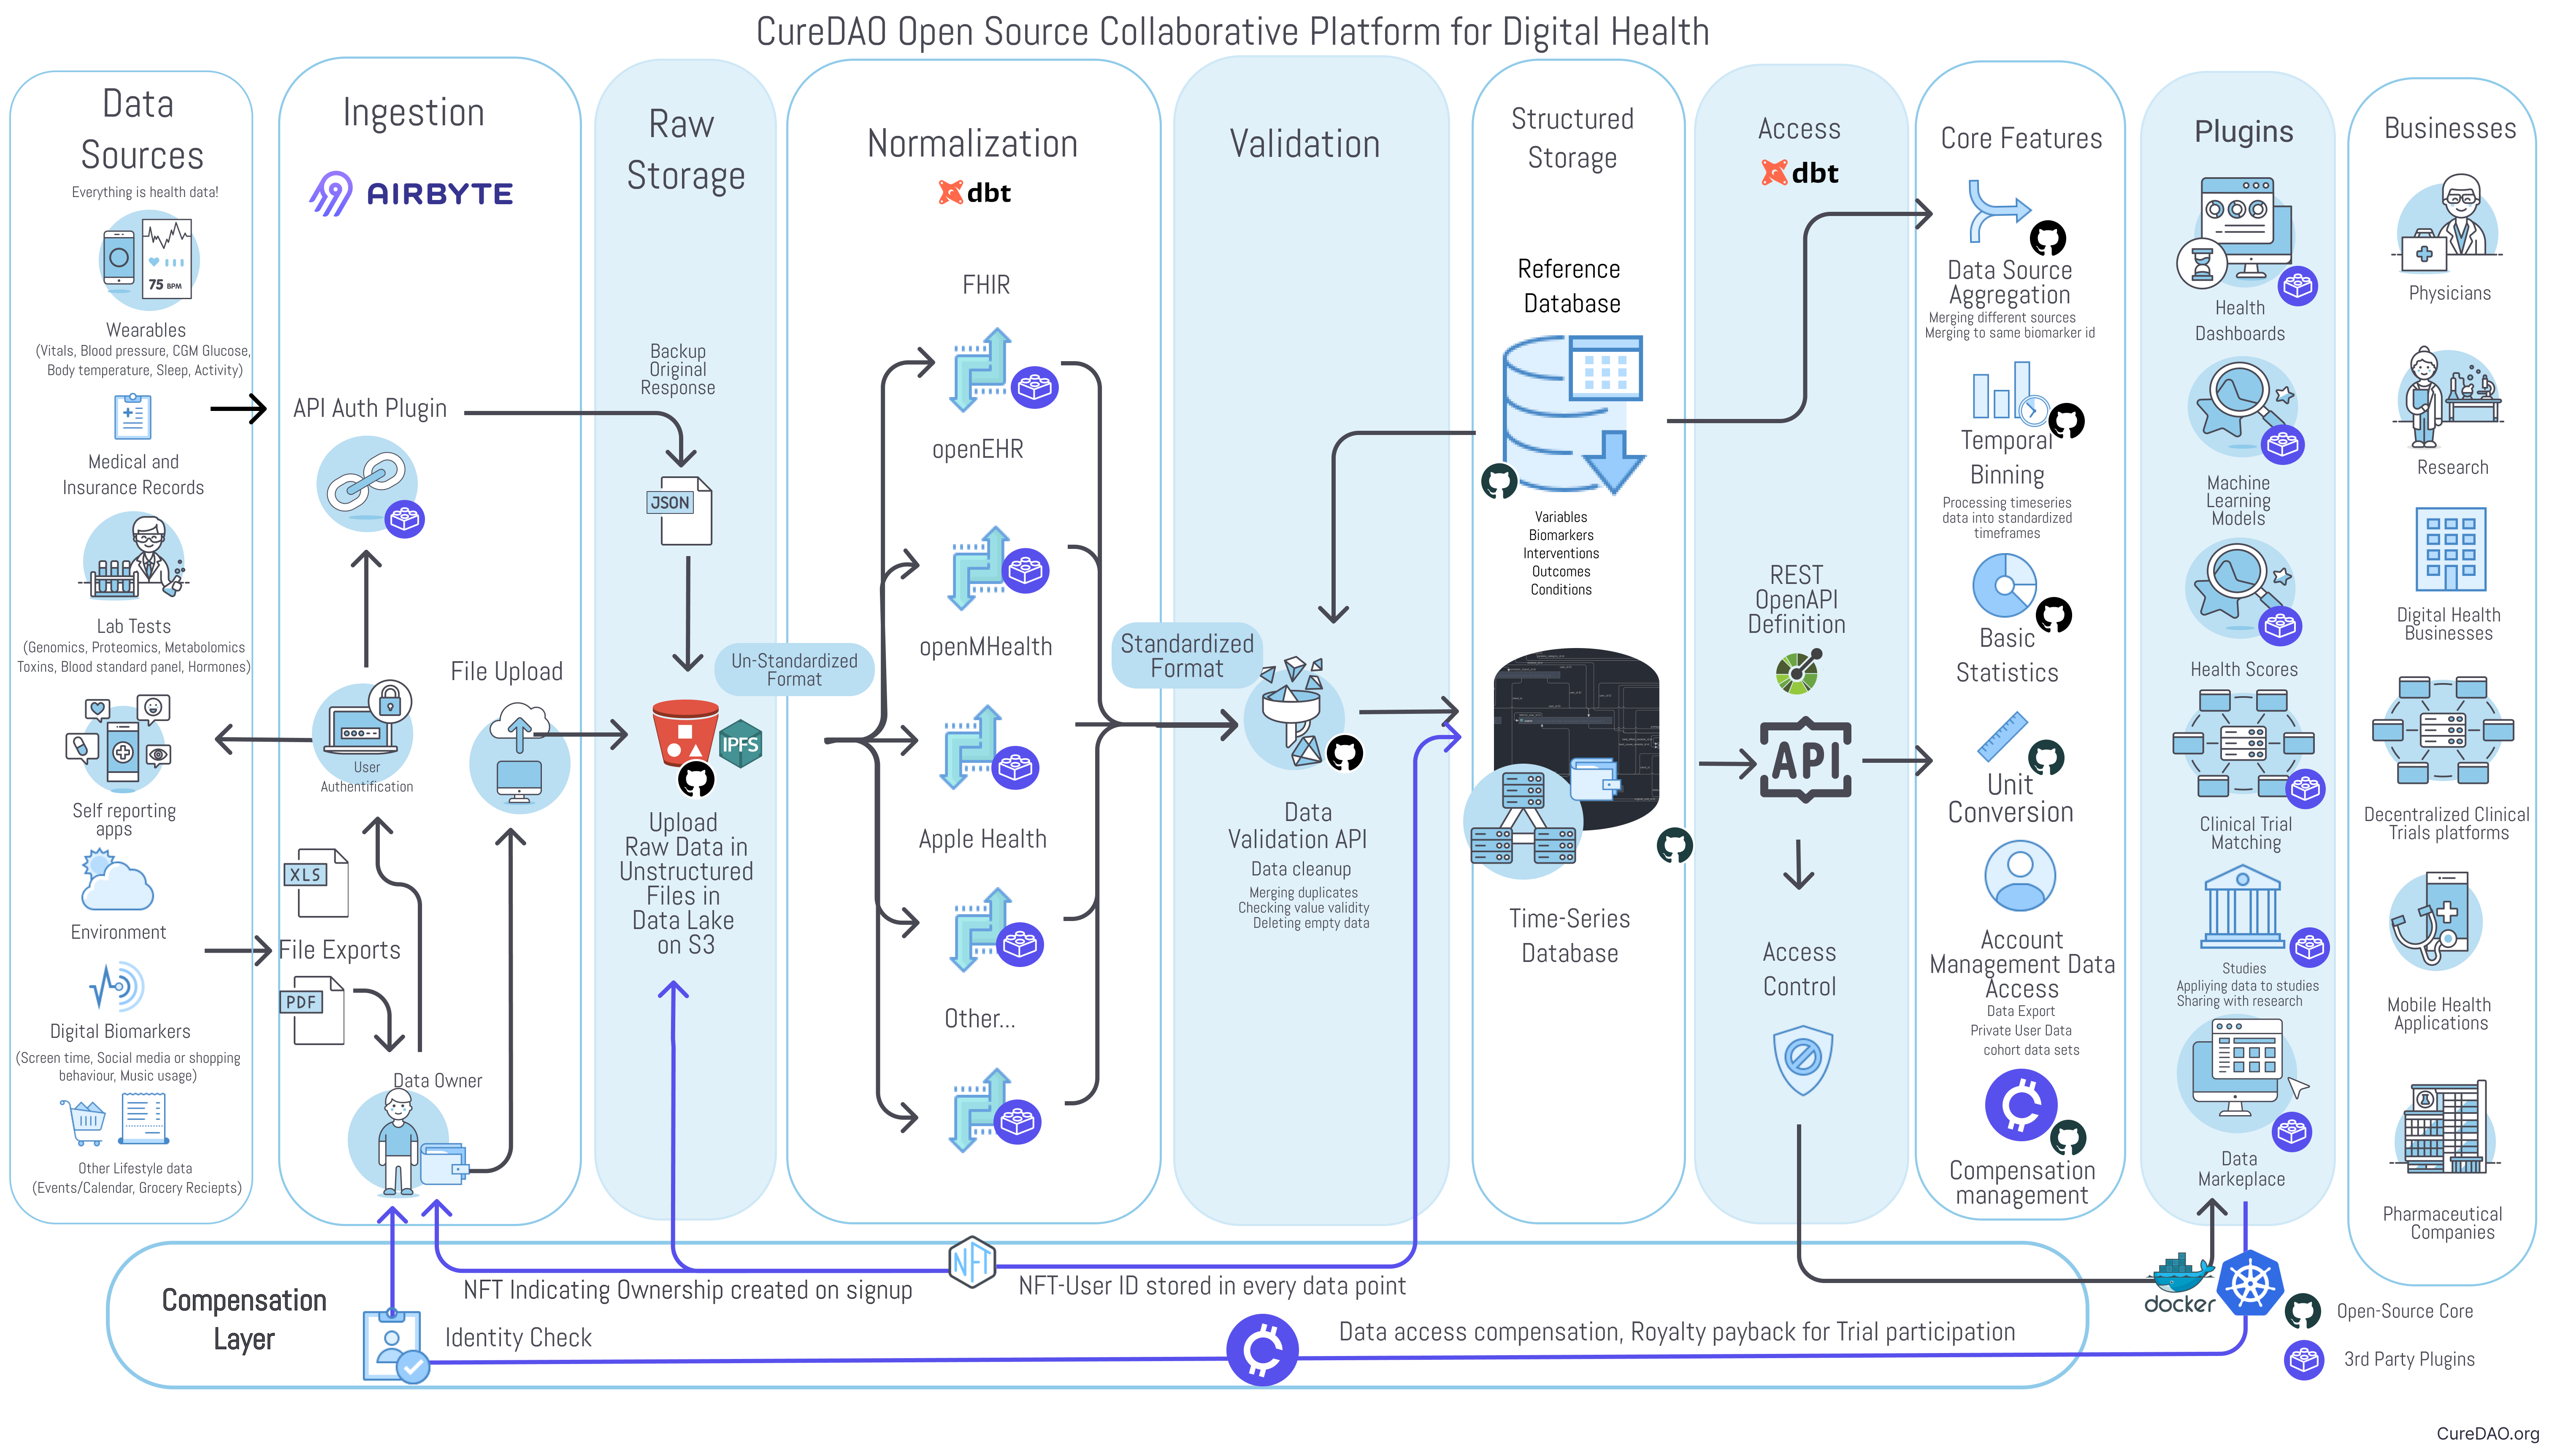 CureDAO Open Source Collaborative Platform for Digital Health
Data
Sources
Everything is health data!
75 BPM
Wearables
(Vitals, Blood pressure, CGM Glucose,
Body temperature, Sleep, Activity)
Medical and
Insurance Records
Lab Tests
(Genomics, Proteomics, Metabolomics
Toxins, Blood standard panel, Hormones)
Self reporting
apps
Environment
Digital Biomarkers
(Screen time, Social media or shopping
behaviour, Music usage)
Other Lifestyle data
(Events/Calendar, Grocery Reciepts)
Ingestion
AIRBYTE
API Auth Plugin
File Upload
User
Authentification
XLS
File Exports
PDF
Data Owner
Raw
Storage
Backup
Original
Response
JSON
IPFS
Upload
Raw Data in
Unstructured
Files in
Data Lake
on S3
Un-Standardized
Format
Normalization
dbt
FHIR
openEHR
openMHealth
Apple Health
Other...
Standardized
Format
Validation
Data
Validation API
Data cleanup
Merging duplicates
Checking value validity
Deleting empty data
Structured
Storage
Reference
Database
Variables
Biomarkers
Interventions
Outcomes
Conditions
Time-Series
Database
Access
dbt
REST
OpenAPI
Definition
API
Access
Control
Core Features
Data Source
Aggregation
Merging different sources
Merging to same biomarker id
Temporal
Binning
Processing timeseries
data into standardized
timeframes
Basic
Statistics
Unit
Conversion
Account
Management Data
Access
Data Export
Private User Data
cohort data sets
Compensation
management
Plugins
Health
Dashboards
Machine
Learning
Models
Health Scores
Clinical Trial
Matching
Studies
Appliying data to studies
Sharing with research
Data
Markeplace
Businesses
Physicians
Research
Digital Health
Businesses
Decentralized Clinical
Trials platforms
Mobile Health
Applications
Pharmaceutical
Companies
Compensation
Layer
NFT
NFT Indicating Ownership created on signup
NFT-User ID stored in every data point
Identity Check
Data access compensation, Royalty payback for Trial participation
docker
Open-Source Core
3rd Party Plugins
CureDAO.org